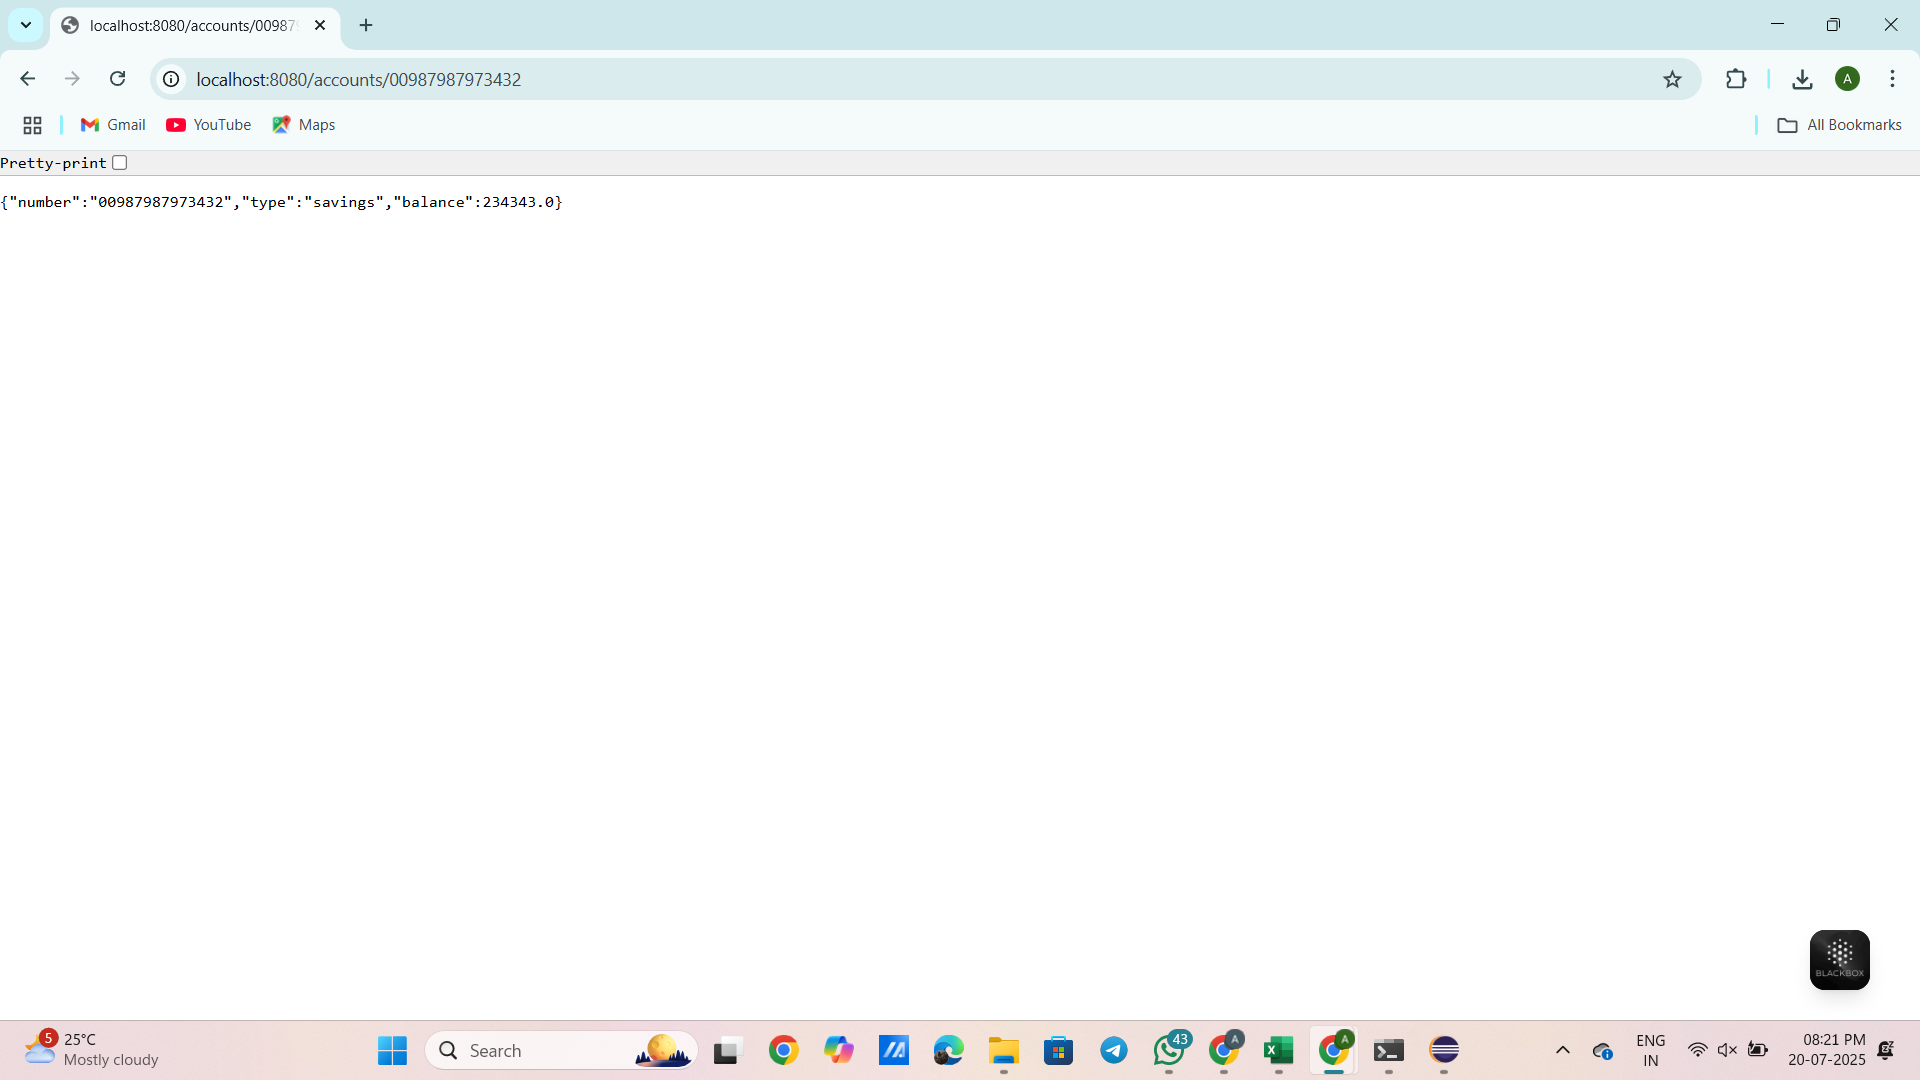 localhost:8080/accounts/00987
localhost:8080/accounts/00987987973432
A
Gmail
YouTube
Maps
All Bookmarks
Pretty-print
{"number":"00987987973432","type":"savings","balance":234343.0}
BLACKBOX
5
25°C
Mostly cloudy
Search
43
A
A
ENG
IN
08:21 PM
20-07-2025